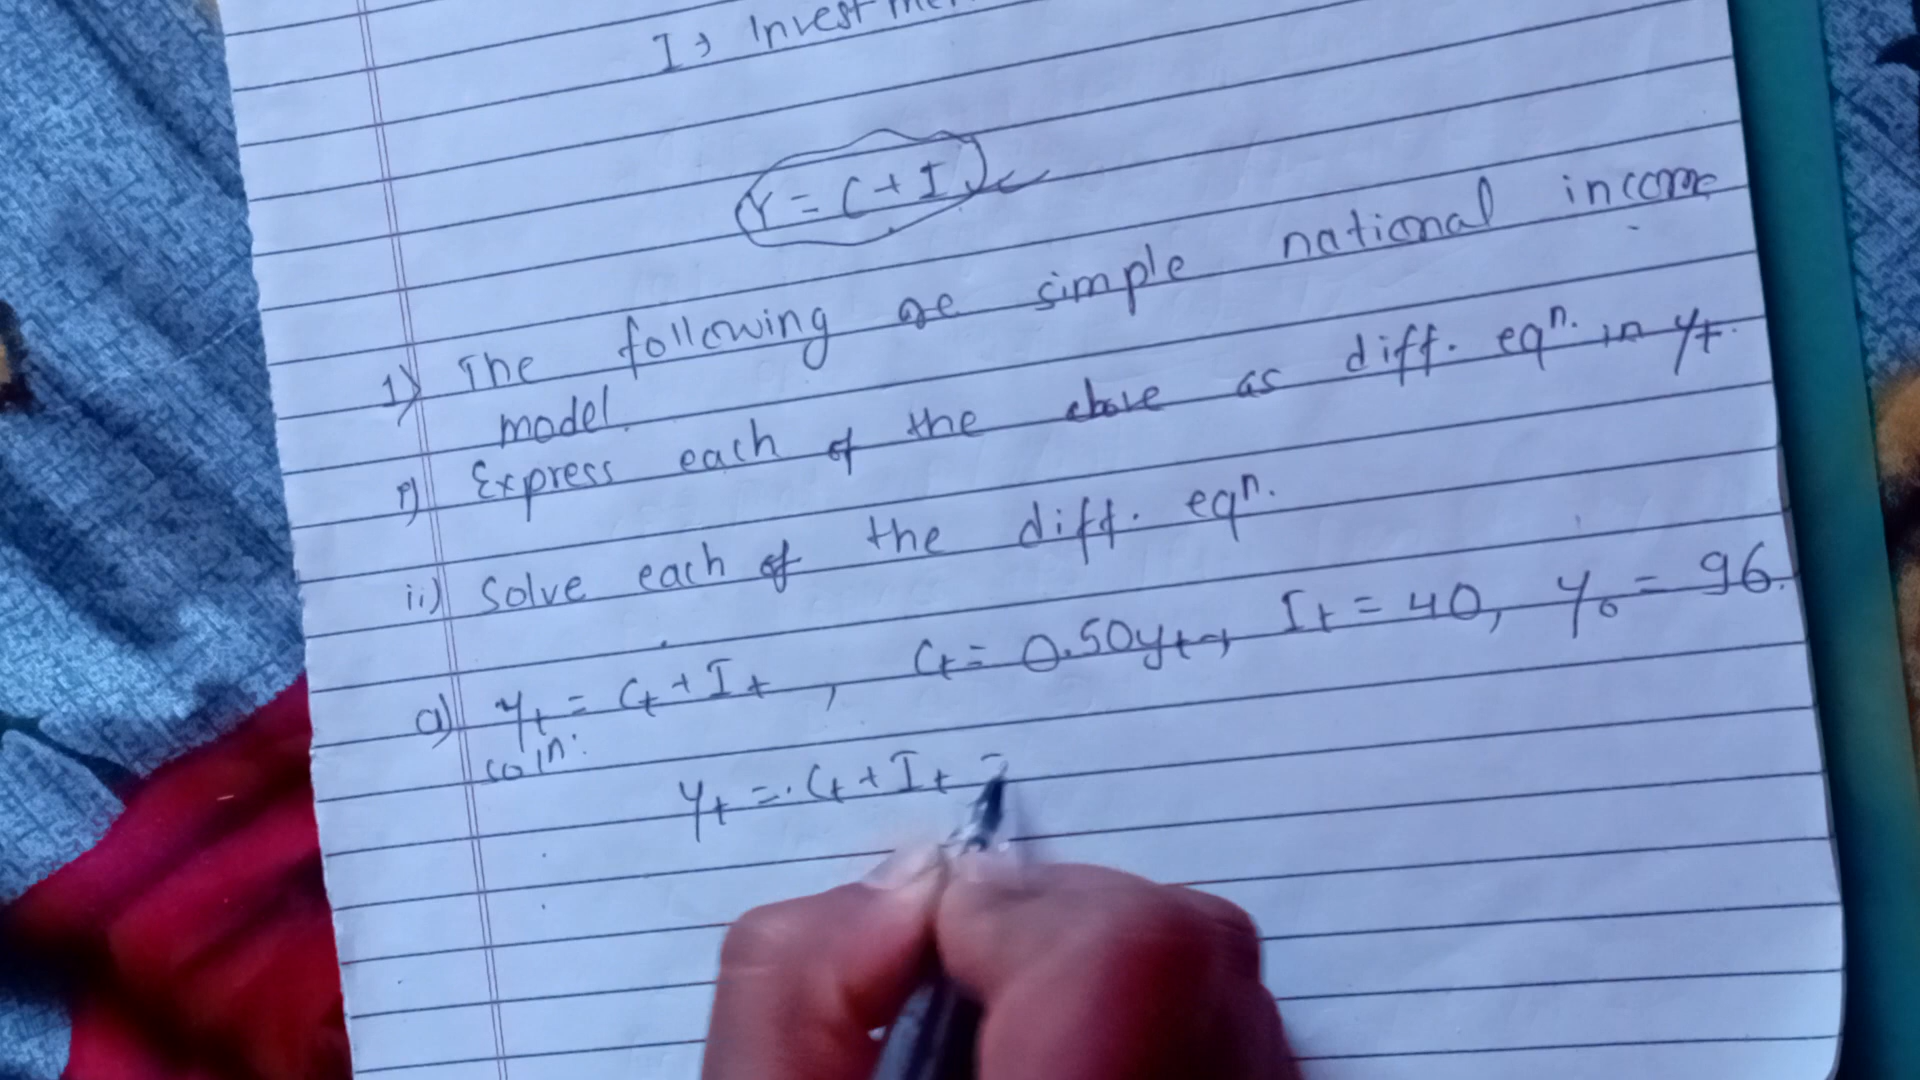 I → Invest
Y = C + I
1) The following are simple national income
model.
i) Express each of the above as diff. eqⁿ. in yt.
ii) Solve each of the diff. eqⁿ.
a) yt = Ct + It , Ct = 0.50yt-1, It = 40, y0 = 96.
solⁿ:
yt = Ct + It